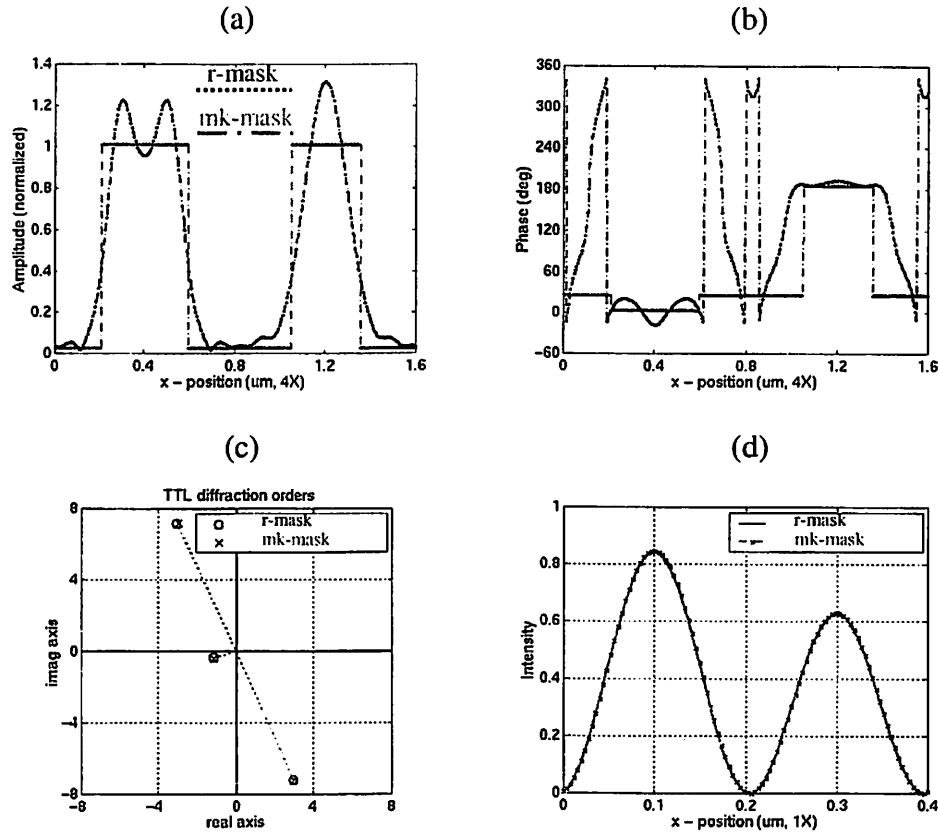 (a)
1.4
1.2
1
0.8
0.6
0.4
0.2
0
Amplitude (normalized)
r-mask
mk-mask
0 0.4 0.8 1.2 1.6
x – position (um, 4X)
(b)
360
300
240
180
120
60
0
−60
Phase (deg)
0 0.4 0.8 1.2 1.6
x – position (um, 4X)
(c)
TTL diffraction orders
8
4
0
−4
−8
imag axis
r-mask
mk-mask
−8 −4 0 4 8
real axis
(d)
1
0.8
0.6
0.4
0.2
0
Intensity
r-mask
mk-mask
0 0.1 0.2 0.3 0.4
x – position (um, 1X)